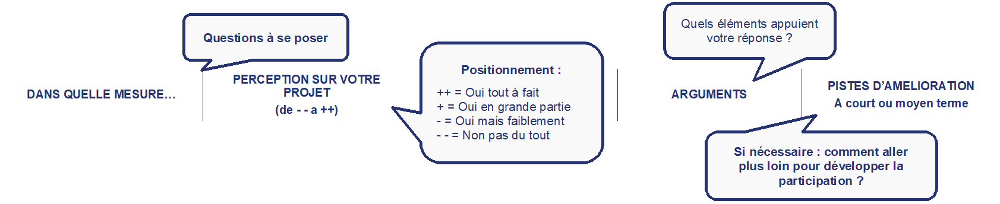 Questions à se poser
DANS QUELLE MESURE…
PERCEPTION SUR VOTRE
PROJET
(de - - a ++)
Positionnement :
++ = Oui tout à fait
+ = Oui en grande partie
- = Oui mais faiblement
- - = Non pas du tout
Quels éléments appuient
votre réponse ?
ARGUMENTS
PISTES D’AMELIORATION
A court ou moyen terme
Si nécessaire : comment aller
plus loin pour développer la
participation ?